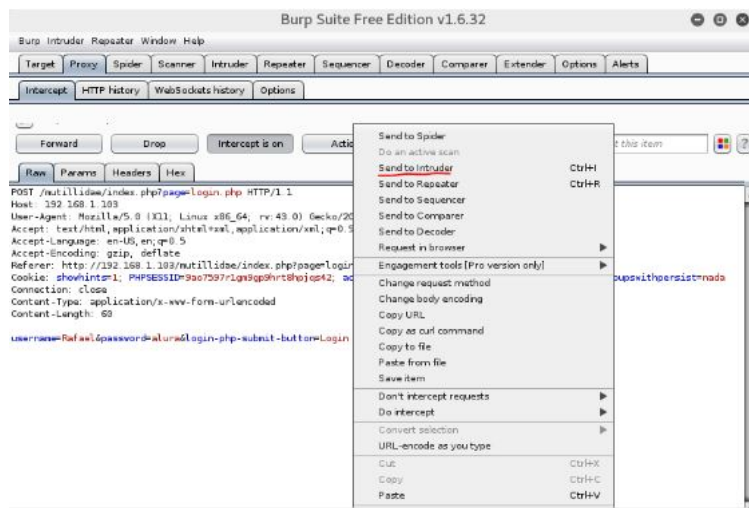 Burp Suite Free Edition v1.6.32
Burp Intruder Repeater Window Help
Target Proxy Spider Scanner Intruder Repeater Sequencer Decoder Comparer Extender Options Alerts
Intercept HTTP history WebSockets history Options
Forward Drop Intercept is on Actio t this item ?
Raw Params Headers Hex
POST /mutillidae/index.php?page=login.php HTTP/1.1
Host: 192.168.1.103
User-Agent: Mozilla/5.0 (X11; Linux x86_64; rv:43.0) Gecko/20
Accept: text/html,application/xhtml+xml,application/xml;q=0.9
Accept-Language: en-US,en;q=0.5
Accept-Encoding: gzip, deflate
Referer: http://192.168.1.103/mutillidae/index.php?page=login
Cookie: showhints=1; ac oupswithpersist=nada
Connection: close
Content-Type: application/x-www-form-urlencoded
Content-Length: 60
username=Rafael&password=alura&login-php-submit-button=Login
Send to Spider
Do an active scan
Send to Intruder Ctrl+I
Send to Repeater Ctrl+R
Send to Sequencer
Send to Comparer
Send to Decoder
Request in browser
Engagement tools [Pro version only]
Change request method
Change body encoding
Copy URL
Copy as curl command
Copy to file
Paste from file
Save item
Don't intercept requests
Do intercept
Convert selection
URL-encode as you type
Cut Ctrl+X
Copy Ctrl+C
Paste Ctrl+V